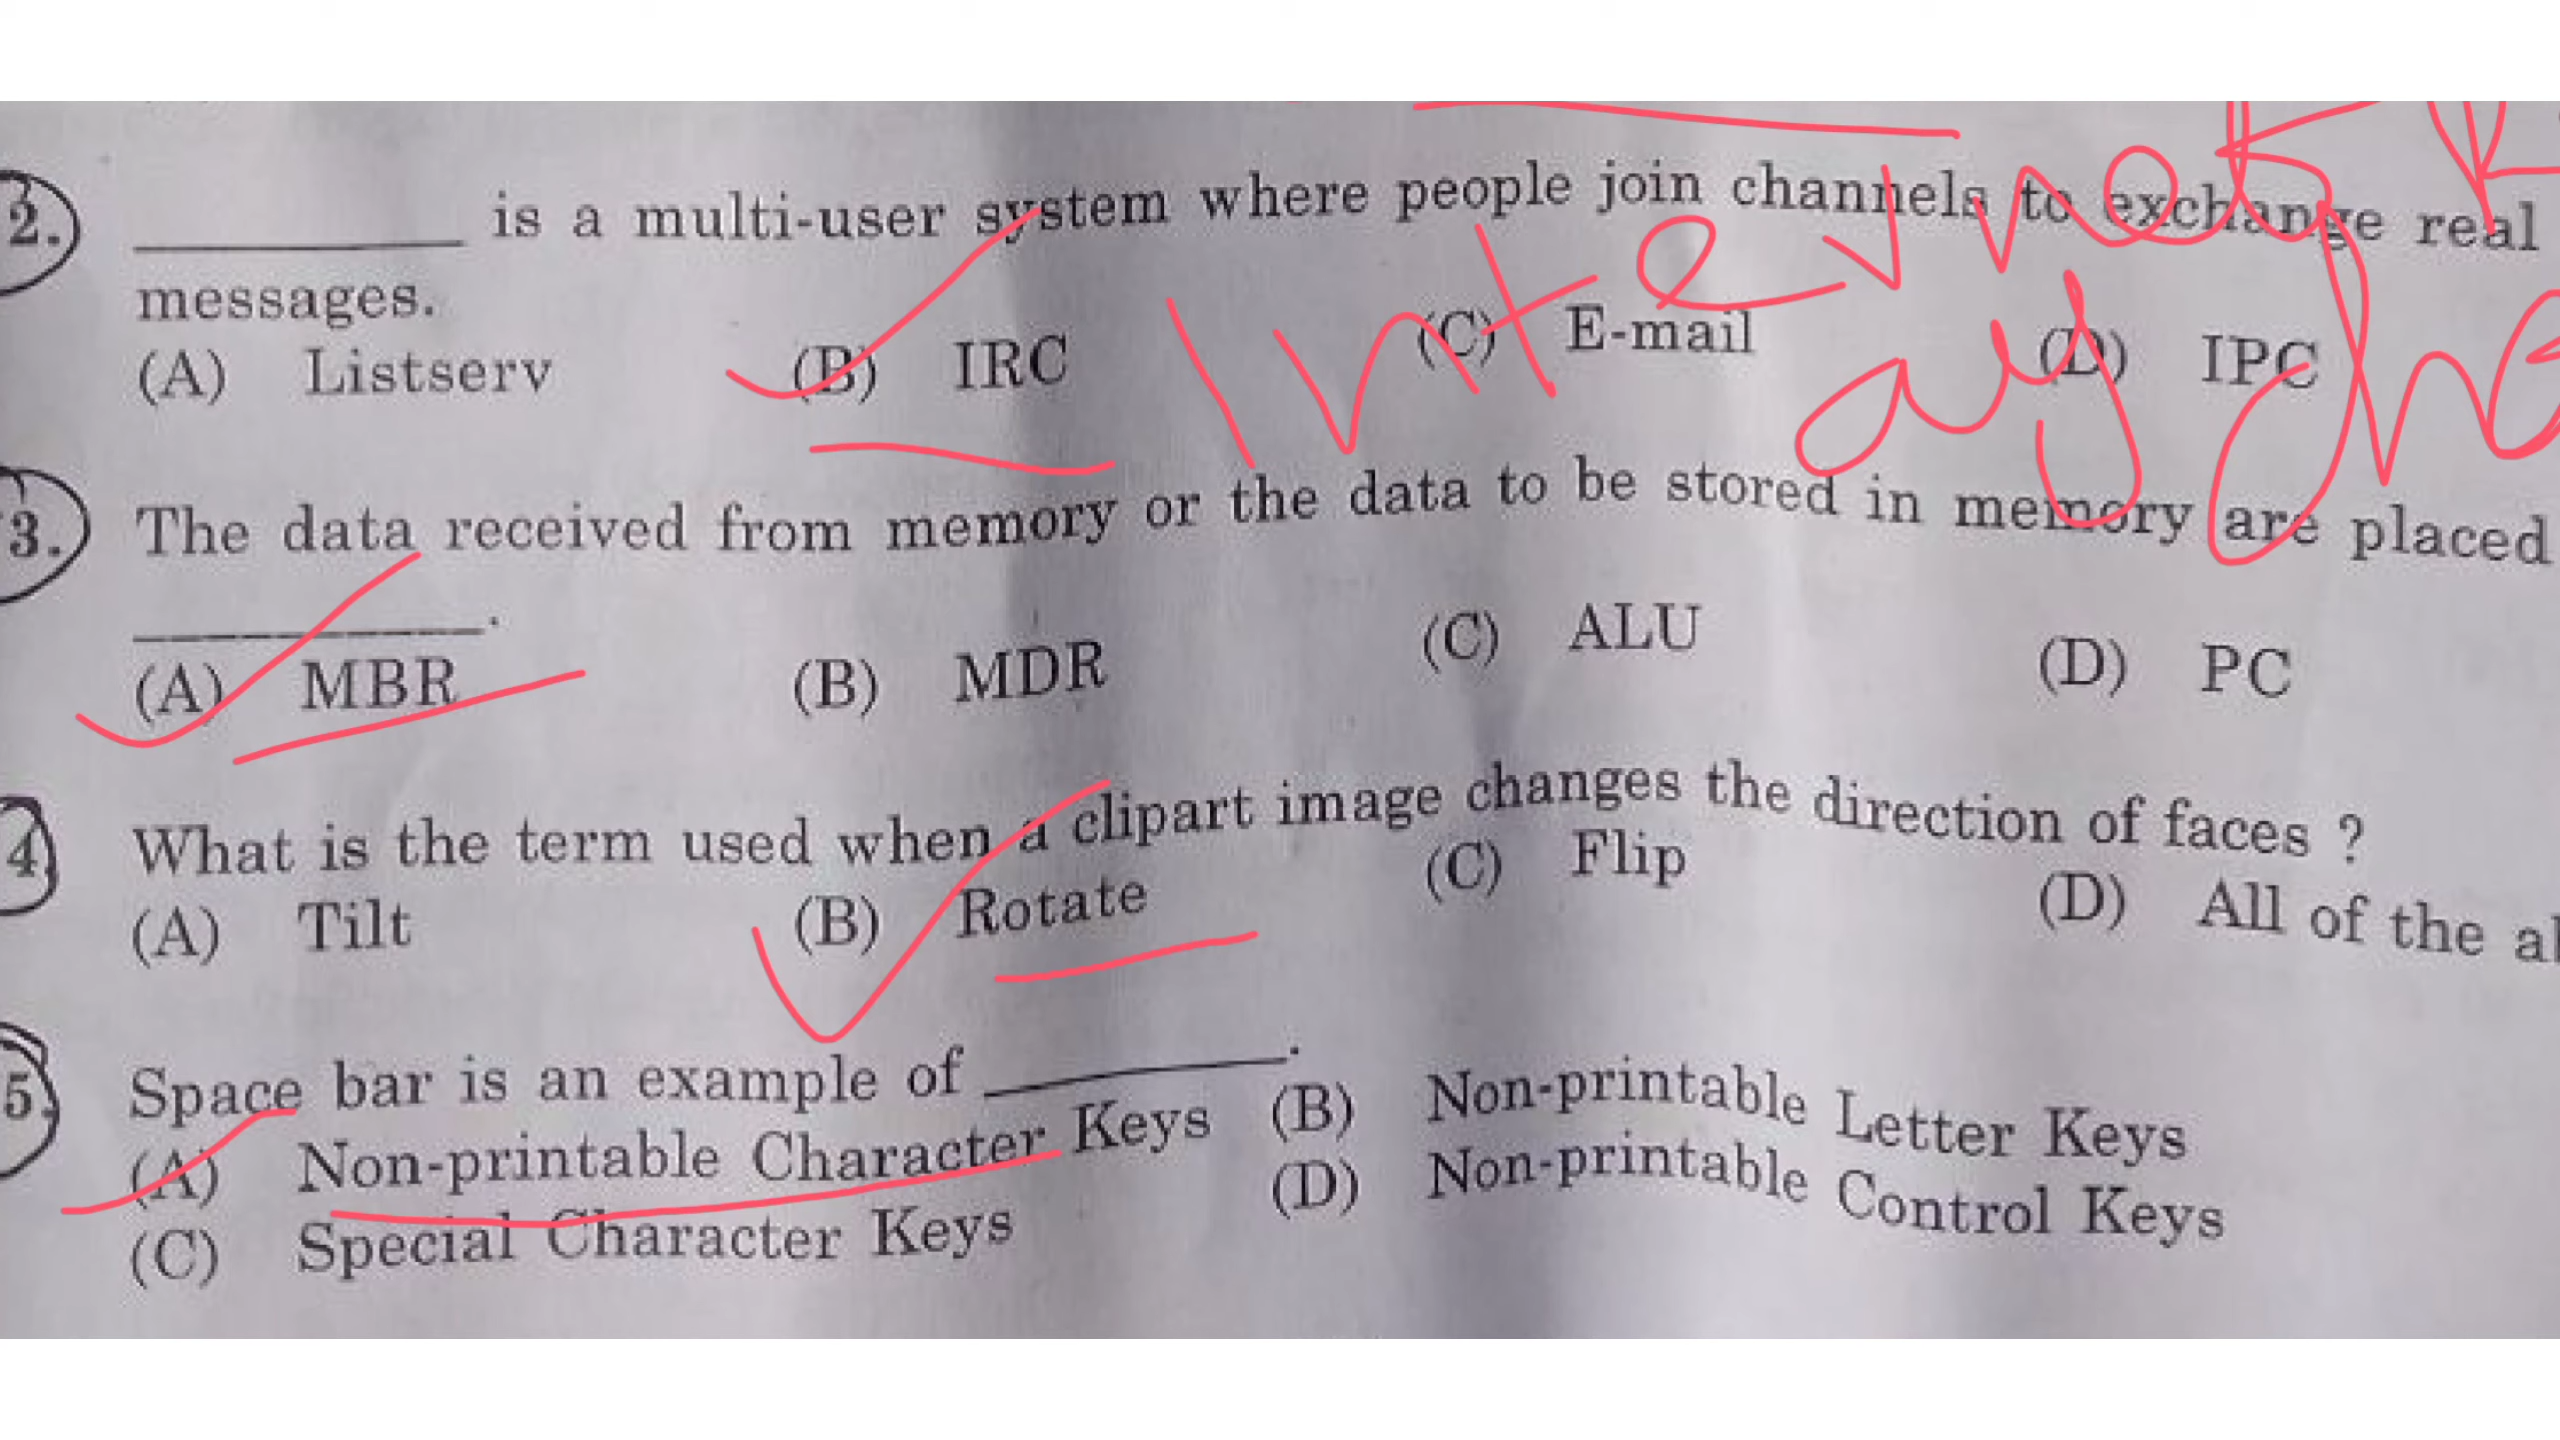 2. ________ is a multi-user system where people join channels to exchange real
messages.
(A) Listserv (B) IRC (C) E-mail (D) IPC
Internet
3. The data received from memory or the data to be stored in memory are placed
________.
(A) MBR (B) MDR (C) ALU (D) PC
4. What is the term used when a clipart image changes the direction of faces ?
(A) Tilt (B) Rotate (C) Flip (D) All of the
5. Space bar is an example of ________.
(A) Non-printable Character Keys (B) Non-printable Letter Keys
(C) Special Character Keys (D) Non-printable Control Keys